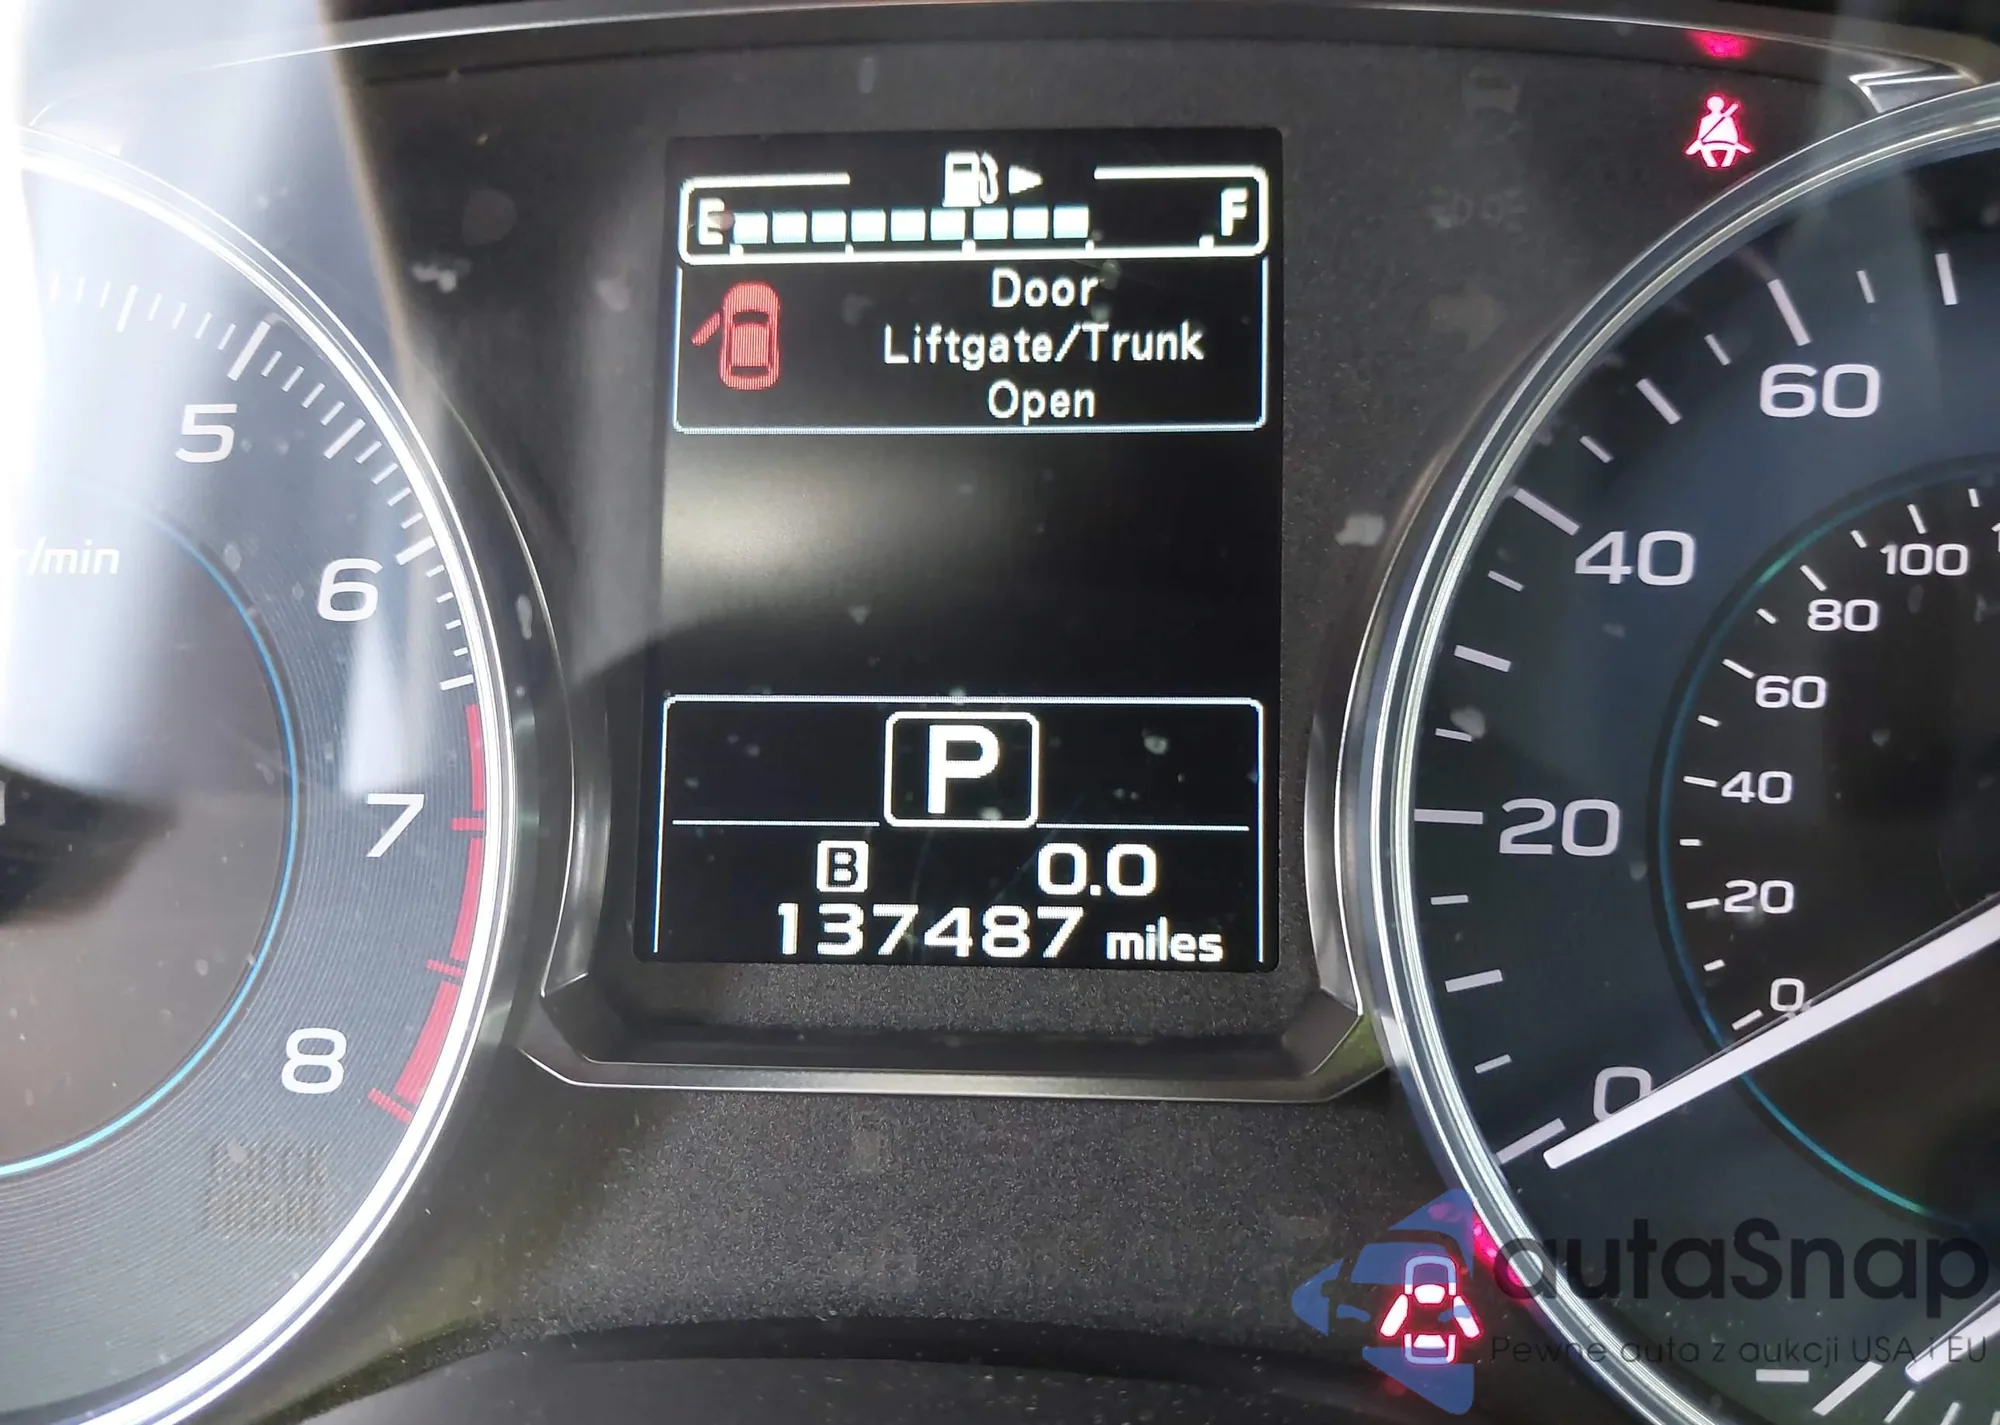 E F
Door
Liftgate/Trunk
Open
P
B 0.0
137487 miles
5
6
7
8
r/min
60
40
20
0
100
80
60
40
20
0
autaSnap
Pewne auta z aukcji USA i EU